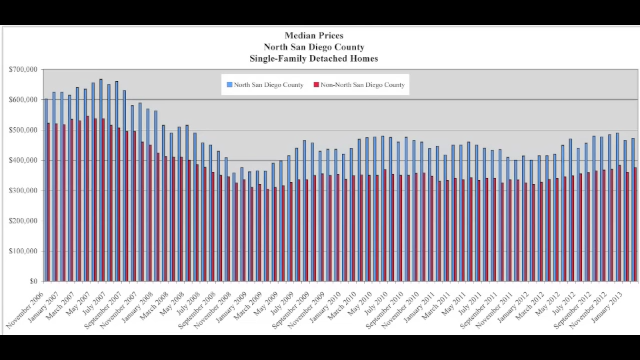 Median Prices
North San Diego County
Single-Family Detached Homes
North San Diego County
Non-North San Diego County
$700,000
$600,000
$500,000
$400,000
$300,000
$200,000
$100,000
$0
November 2006
January 2007
March 2007
May 2007
July 2007
September 2007
November 2007
January 2008
March 2008
May 2008
July 2008
September 2008
November 2008
January 2009
March 2009
May 2009
July 2009
September 2009
November 2009
January 2010
March 2010
May 2010
July 2010
September 2010
November 2010
January 2011
March 2011
May 2011
July 2011
September 2011
November 2011
January 2012
March 2012
May 2012
July 2012
September 2012
November 2012
January 2013